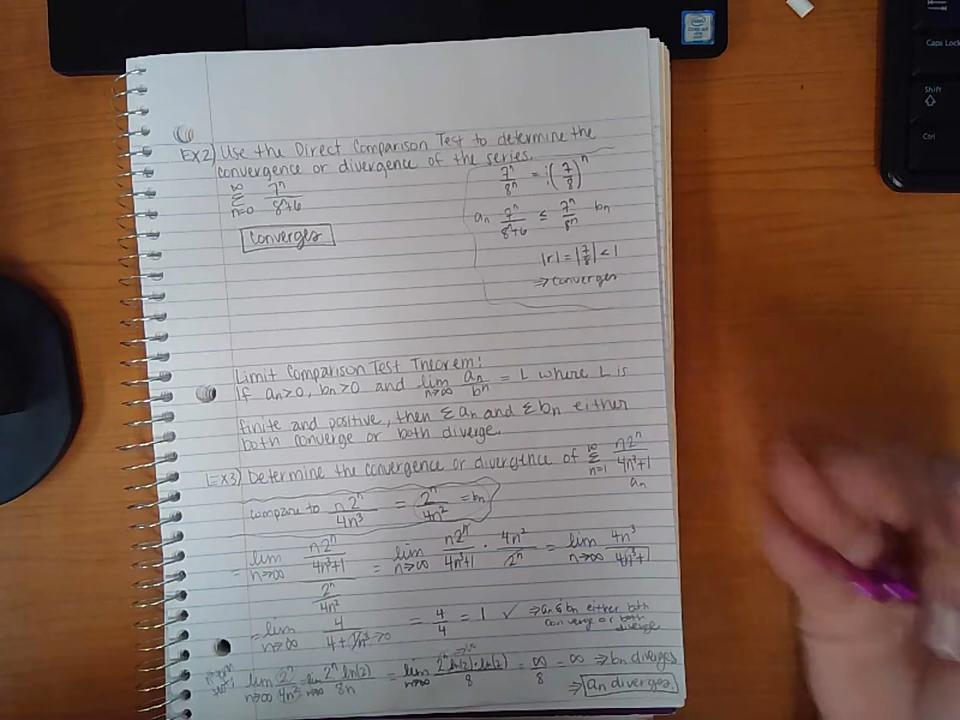 Ex2) Use the Direct Comparison Test to determine the
convergence or divergence of the series.
∞ Σ n=0 7ⁿ/(8ⁿ+6)
Converges
7ⁿ/8ⁿ = (7/8)ⁿ
aₙ 7ⁿ/(8ⁿ+6) ≤ 7ⁿ/8ⁿ bₙ
|r| = |7/8| < 1
⇒ converges
Limit Comparison Test Theorem:
If aₙ>0, bₙ>0 and lim n→∞ aₙ/bₙ = L where L is
finite and positive, then Σaₙ and Σbₙ either
both converge or both diverge.
Ex3) Determine the convergence or divergence of ∞ Σ n=1 n2ⁿ/(4n³+1)
aₙ
compare to n2ⁿ/4n³ = 2ⁿ/4n² = bₙ
= lim n→∞ (n2ⁿ/(4n³+1))/(2ⁿ/4n²) = lim n→∞ n2ⁿ/(4n³+1) · 4n²/2ⁿ = lim n→∞ 4n³/(4n³+1)
= lim n→∞ 4/(4+1/n³→0) = 4/4 = 1 ✓ ⇒ aₙ & bₙ either both
converge or both
diverge
lim n→∞ 2ⁿ/4n² = lim n→∞ 2ⁿ ln(2)/8n = lim n→∞ 2ⁿ ln(2)·ln(2)/8 = ∞/8 = ∞ ⇒ bₙ diverges
⇒ aₙ diverges.
intel
Caps Lock
Shift
Ctrl